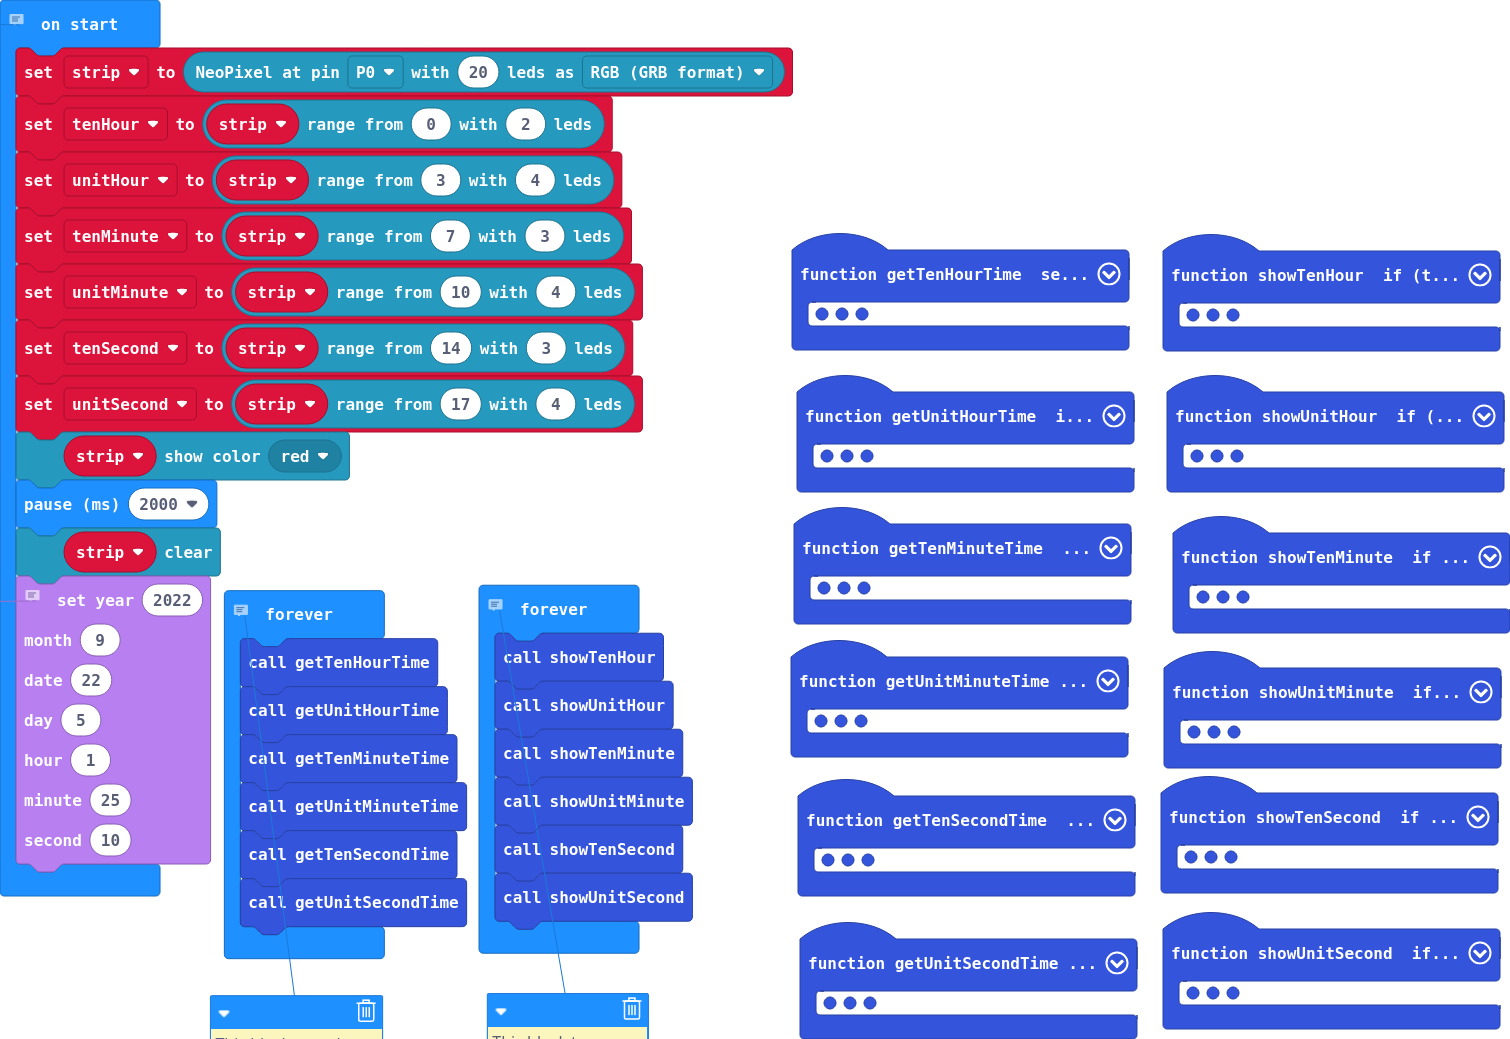 on start
set strip to NeoPixel at pin P0 with 20 leds as RGB (GRB format)
set tenHour to strip range from 0 with 2 leds
set unitHour to strip range from 3 with 4 leds
set tenMinute to strip range from 7 with 3 leds
set unitMinute to strip range from 10 with 4 leds
set tenSecond to strip range from 14 with 3 leds
set unitSecond to strip range from 17 with 4 leds
strip show color red
pause (ms) 2000
strip clear
set year 2022
month 9
date 22
day 5
hour 1
minute 25
second 10
forever
call getTenHourTime
call getUnitHourTime
call getTenMinuteTime
call getUnitMinuteTime
call getTenSecondTime
call getUnitSecondTime
forever
call showTenHour
call showUnitHour
call showTenMinute
call showUnitMinute
call showTenSecond
call showUnitSecond
function getTenHourTime se...
function getUnitHourTime i...
function getTenMinuteTime ...
function getUnitMinuteTime ...
function getTenSecondTime ...
function getUnitSecondTime ...
function showTenHour if (t...
function showUnitHour if (...
function showTenMinute if ...
function showUnitMinute if...
function showTenSecond if ...
function showUnitSecond if...